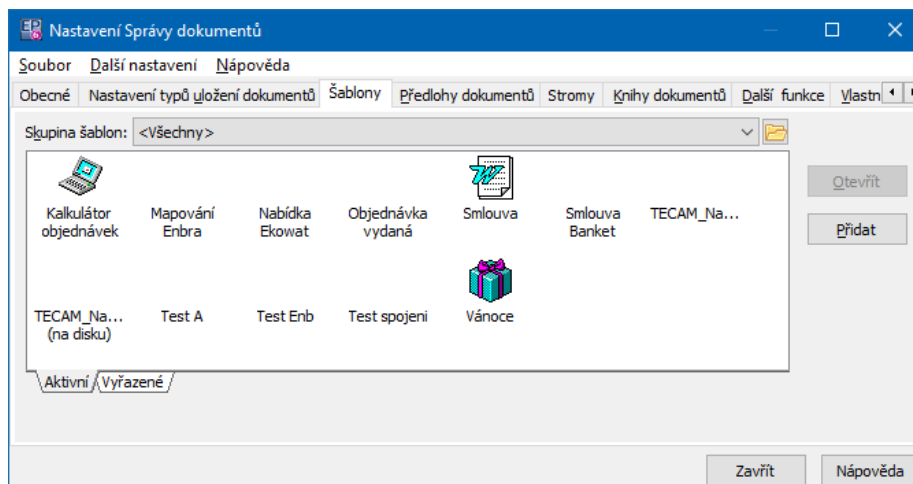 Nastavení Správy dokumentů
Soubor Další nastavení Nápověda
Obecné Nastavení typů uložení dokumentů Šablony Předlohy dokumentů Stromy Knihy dokumentů Další funkce Vlastn
Skupina šablon: <Všechny>
Otevřít
Kalkulátor objednávek
Mapování Enbra
Nabídka Ekowat
Objednávka vydaná
Smlouva
Smlouva Banket
TECAM_Na...
Přidat
TECAM_Na... (na disku)
Test A
Test Enb
Test spojeni
Vánoce
Aktivní Vyřazené
Zavřít Nápověda